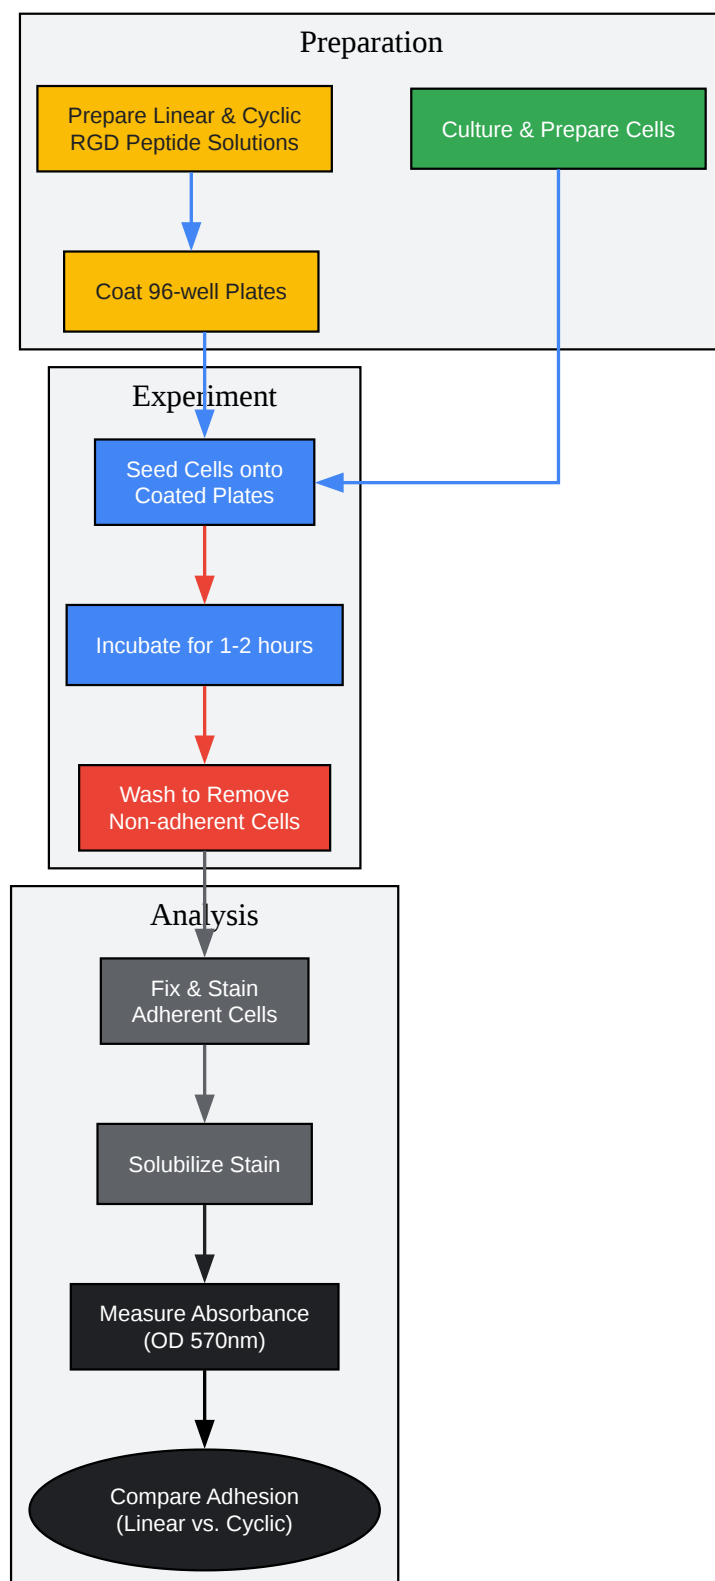 Preparation
Prepare Linear & Cyclic
RGD Peptide Solutions
Culture & Prepare Cells
Coat 96-well Plates
Experiment
Seed Cells onto
Coated Plates
Incubate for 1-2 hours
Wash to Remove
Non-adherent Cells
Analysis
Fix & Stain
Adherent Cells
Solubilize Stain
Measure Absorbance
(OD 570nm)
Compare Adhesion
(Linear vs. Cyclic)